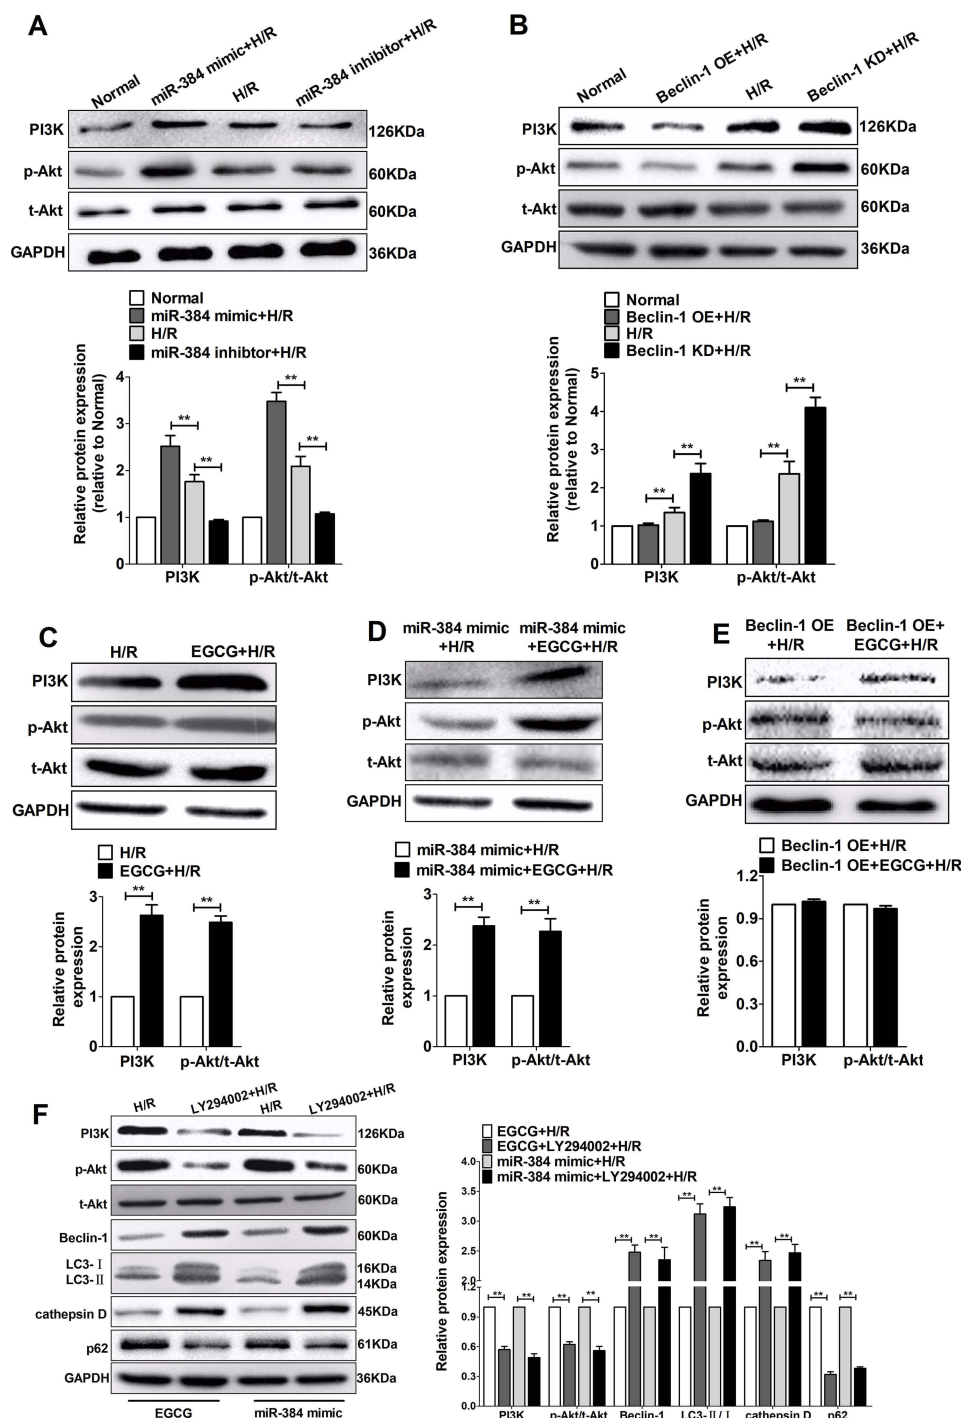 A
Normal
miR-384 mimic+H/R
H/R
miR-384 inhibitor+H/R
PI3K
126KDa
p-Akt
60KDa
t-Akt
60KDa
GAPDH
36KDa
Normal
miR-384 mimic+H/R
H/R
miR-384 inhibtor+H/R
Relative protein expression
(relative to Normal)
4
3
2
1
0
**
**
**
**
PI3K
p-Akt/t-Akt
B
Normal
Beclin-1 OE+H/R
H/R
Beclin-1 KD+H/R
PI3K
126KDa
p-Akt
60KDa
t-Akt
60KDa
GAPDH
36KDa
Normal
Beclin-1 OE+H/R
H/R
Beclin-1 KD+H/R
Relative protein expression
(relative to Normal)
5
4
3
2
1
0
**
**
**
**
PI3K
p-Akt/t-Akt
C
H/R
EGCG+H/R
PI3K
p-Akt
t-Akt
GAPDH
H/R
EGCG+H/R
Relative protein
expression
3
2
1
0
**
**
PI3K
p-Akt/t-Akt
D
miR-384 mimic
+H/R
miR-384 mimic
+EGCG+H/R
PI3K
p-Akt
t-Akt
GAPDH
miR-384 mimic+H/R
miR-384 mimic+EGCG+H/R
Relative protein
expression
3
2
1
0
**
**
PI3K
p-Akt/t-Akt
E
Beclin-1 OE
+H/R
Beclin-1 OE+
EGCG+H/R
PI3K
p-Akt
t-Akt
GAPDH
Beclin-1 OE+H/R
Beclin-1 OE+EGCG+H/R
Relative protein
expression
1.2
0.9
0.6
0.3
0.0
PI3K
p-Akt/t-Akt
F
H/R
LY294002+H/R
H/R
LY294002+H/R
PI3K
126KDa
p-Akt
60KDa
t-Akt
60KDa
Beclin-1
60KDa
LC3-Ⅰ
16KDa
LC3-Ⅱ
14KDa
cathepsin D
45KDa
p62
61KDa
GAPDH
36KDa
EGCG
miR-384 mimic
EGCG+H/R
EGCG+LY294002+H/R
miR-384 mimic+H/R
miR-384 mimic+LY294002+H/R
Relative protein expression
4.0
3.5
3.0
2.5
2.0
1.2
0.9
0.6
0.3
0.0
**
**
**
**
**
**
**
**
**
**
**
**
PI3K
p-Akt/t-Akt
Beclin-1
LC3-Ⅱ/Ⅰ
cathepsin D
p62